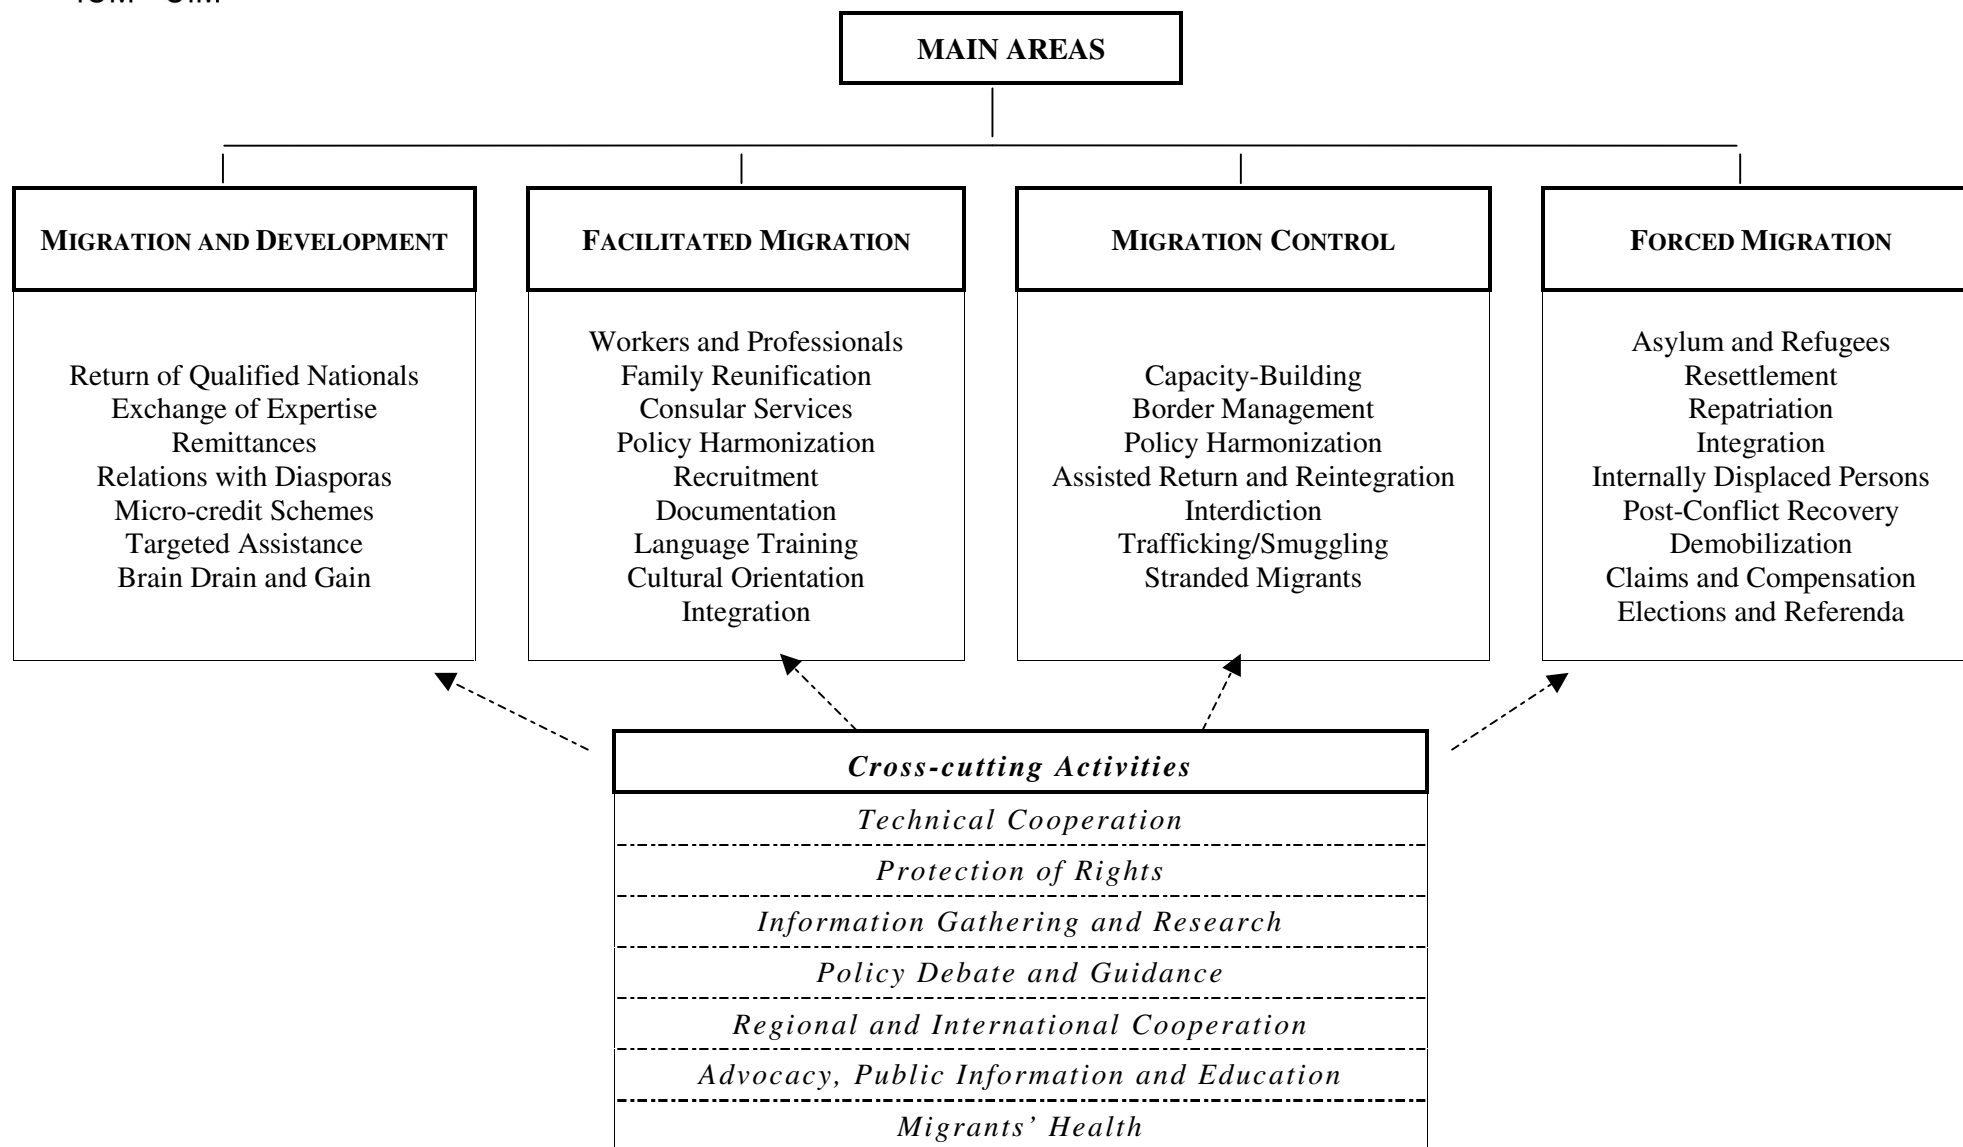 MAIN AREAS
MIGRATION AND DEVELOPMENT
Return of Qualified Nationals
Exchange of Expertise
Remittances
Relations with Diasporas
Micro-credit Schemes
Targeted Assistance
Brain Drain and Gain
FACILITATED MIGRATION
Workers and Professionals
Family Reunification
Consular Services
Policy Harmonization
Recruitment
Documentation
Language Training
Cultural Orientation
Integration
MIGRATION CONTROL
Capacity-Building
Border Management
Policy Harmonization
Assisted Return and Reintegration
Interdiction
Trafficking/Smuggling
Stranded Migrants
FORCED MIGRATION
Asylum and Refugees
Resettlement
Repatriation
Integration
Internally Displaced Persons
Post-Conflict Recovery
Demobilization
Claims and Compensation
Elections and Referenda
Cross-cutting Activities
Technical Cooperation
Protection of Rights
Information Gathering and Research
Policy Debate and Guidance
Regional and International Cooperation
Advocacy, Public Information and Education
Migrants’ Health